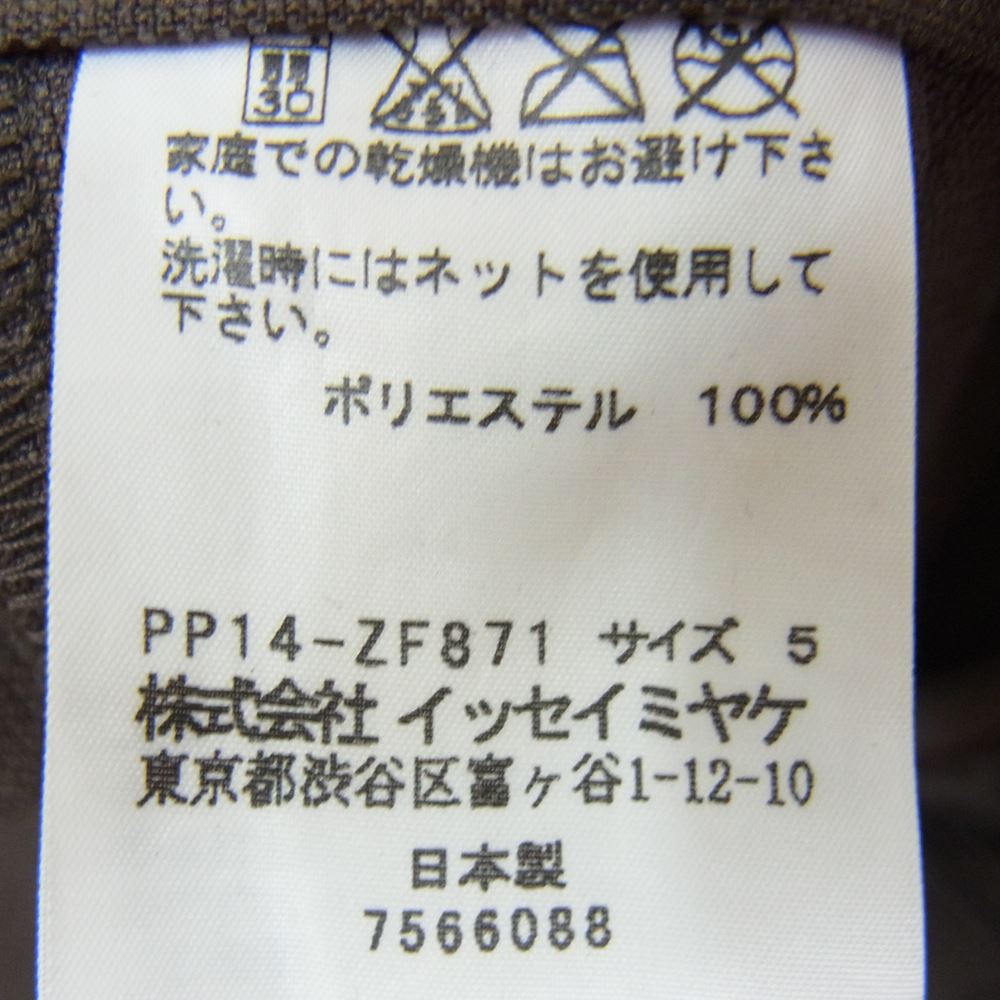 30
家庭での乾燥機はお避け下さ
い。
洗濯時にはネットを使用して
下さい。
ポリエステル 100%
PP14-ZF871 サイズ 5
株式会社 イッセイミヤケ
東京都渋谷区富ヶ谷1-12-10
日本製
7566088